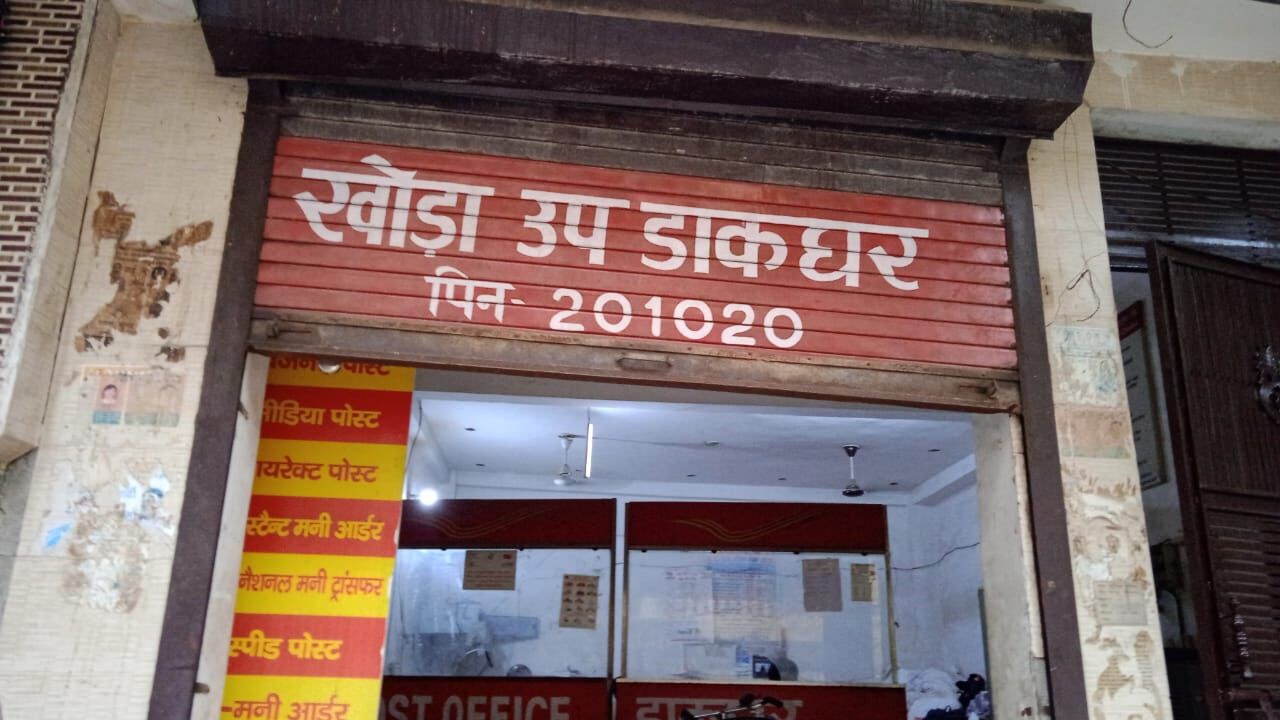 खोड़ा उप डाकघर
पिन- 201020
पोस्ट
मीडिया पोस्ट
यरेक्ट पोस्ट
स्टैन्ट मनी आर्डर
नैशनल मनी ट्रांसफर
स्पीड पोस्ट
-मनी आर्डर
OST OFFICE